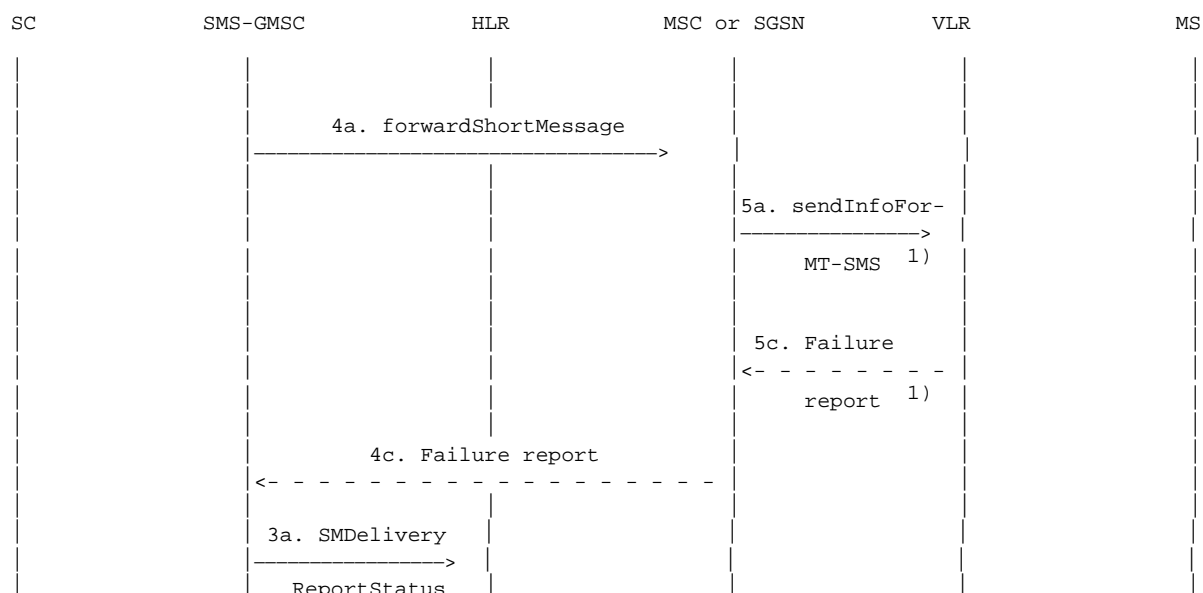 SC SMS-GMSC HLR MSC or SGSN VLR MS
4a. forwardShortMessage
5a. sendInfoFor-
MT-SMS 1)
5c. Failure
report 1)
4c. Failure report
3a. SMDelivery
ReportStatus